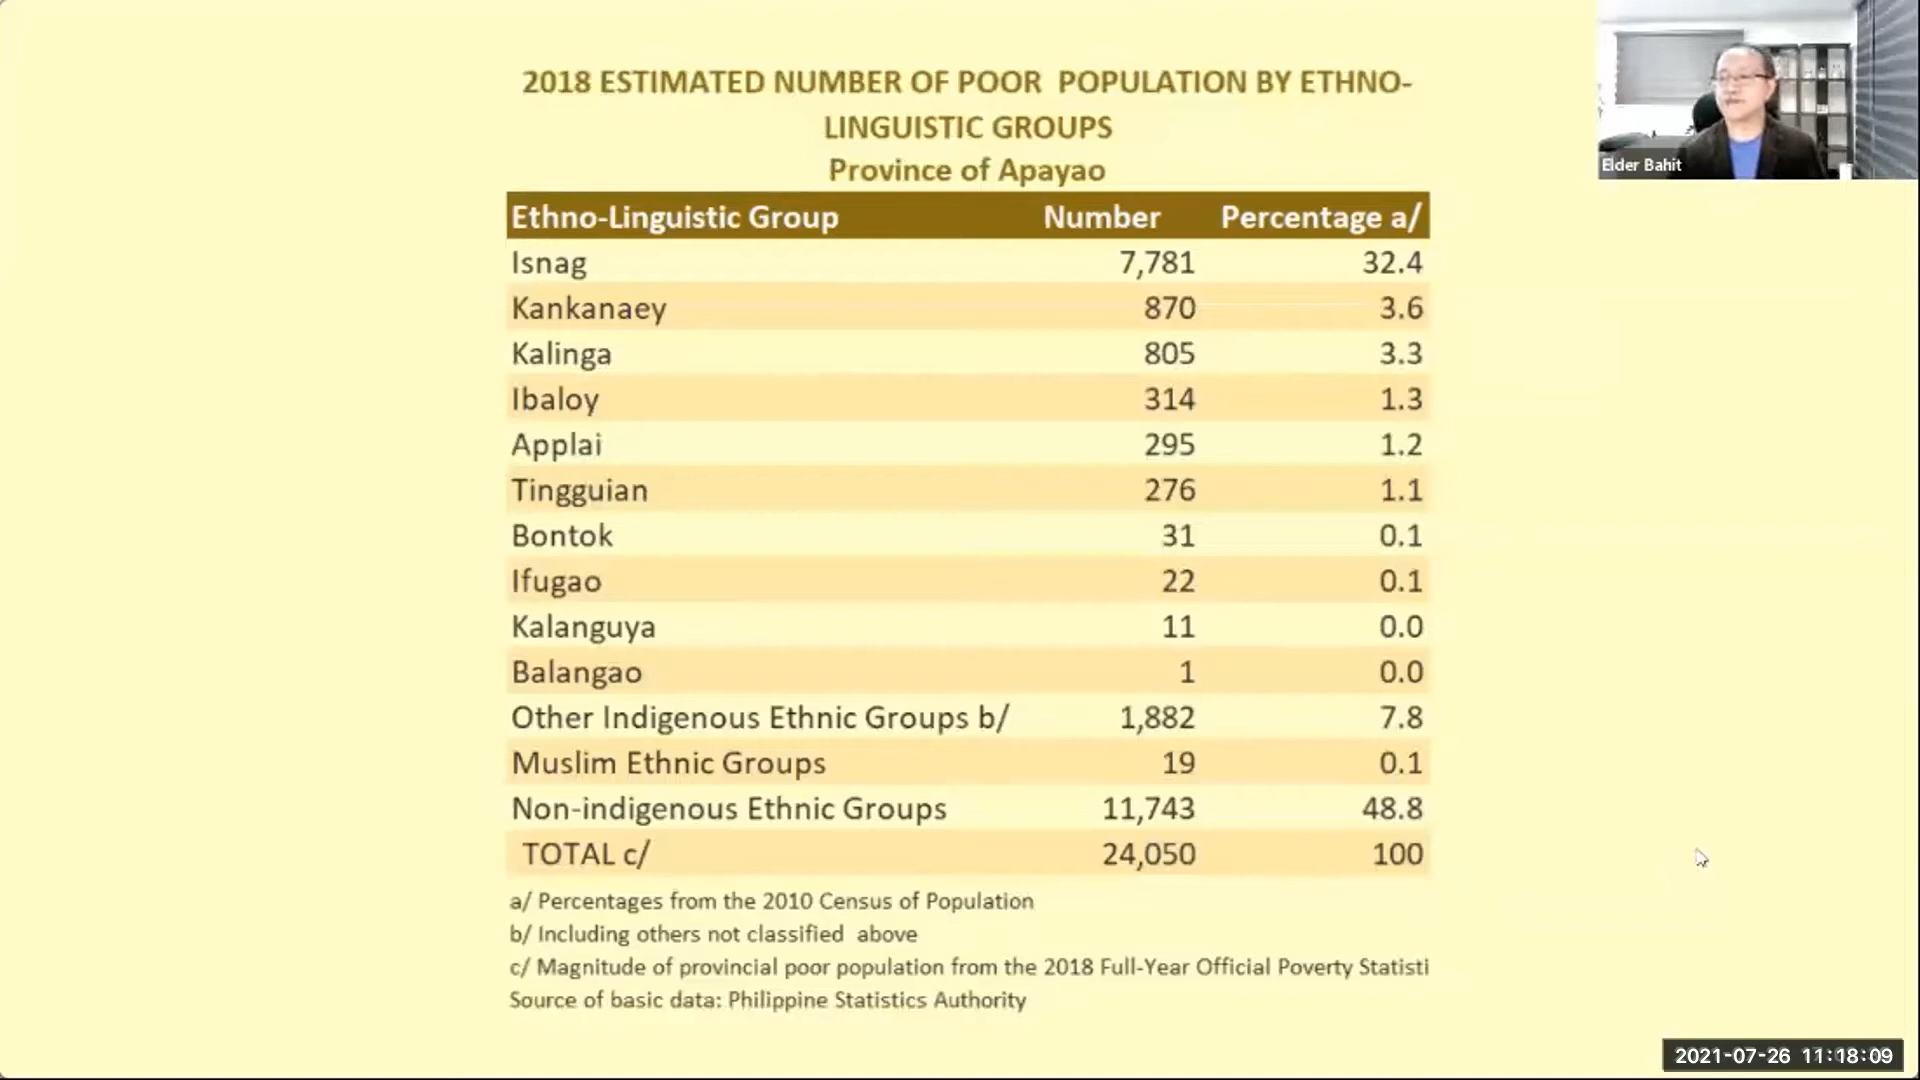 2018 ESTIMATED NUMBER OF POOR POPULATION BY ETHNO-
LINGUISTIC GROUPS
Province of Apayao
Ethno-Linguistic Group Number Percentage a/
Isnag 7,781 32.4
Kankanaey 870 3.6
Kalinga 805 3.3
Ibaloy 314 1.3
Applai 295 1.2
Tingguian 276 1.1
Bontok 31 0.1
Ifugao 22 0.1
Kalanguya 11 0.0
Balangao 1 0.0
Other Indigenous Ethnic Groups b/ 1,882 7.8
Muslim Ethnic Groups 19 0.1
Non-indigenous Ethnic Groups 11,743 48.8
TOTAL c/ 24,050 100
a/ Percentages from the 2010 Census of Population
b/ Including others not classified above
c/ Magnitude of provincial poor population from the 2018 Full-Year Official Poverty Statisti
Source of basic data: Philippine Statistics Authority
Elder Bahit
2021-07-26 11:18:09